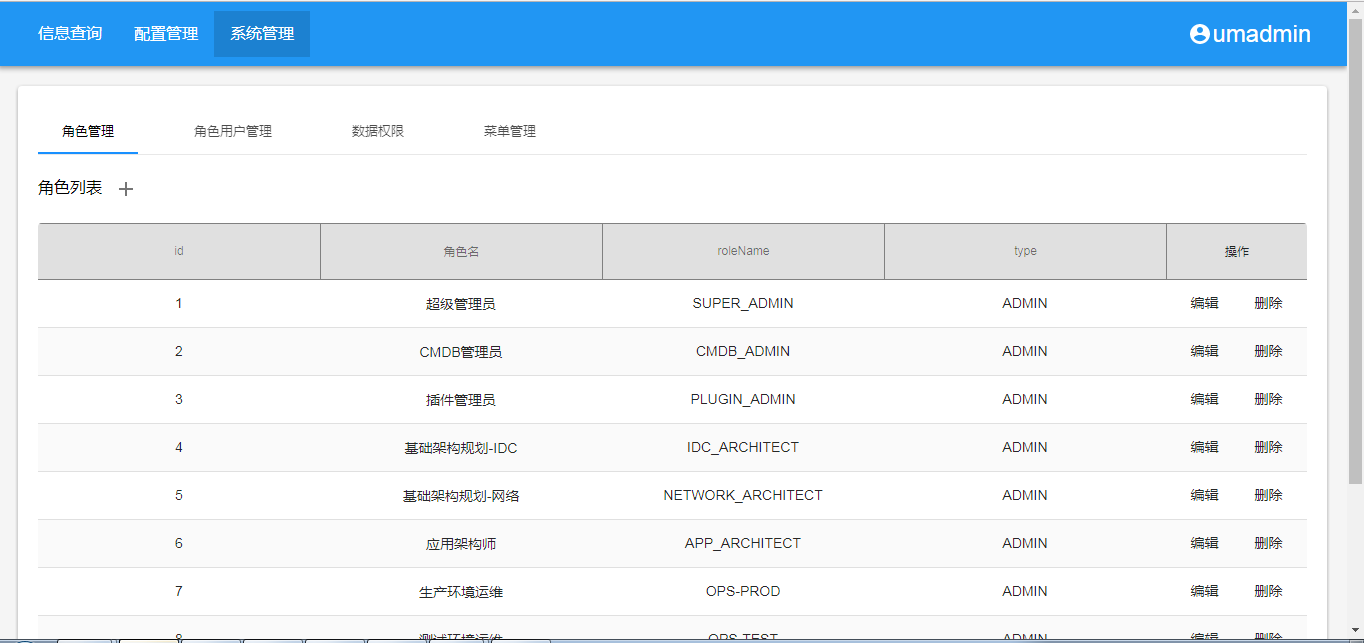 信息查询 配置管理 系统管理 umadmin
角色管理 角色用户管理 数据权限 菜单管理
角色列表 +
id 角色名 roleName type 操作
1 超级管理员 SUPER_ADMIN ADMIN 编辑 删除
2 CMDB管理员 CMDB_ADMIN ADMIN 编辑 删除
3 插件管理员 PLUGIN_ADMIN ADMIN 编辑 删除
4 基础架构规划-IDC IDC_ARCHITECT ADMIN 编辑 删除
5 基础架构规划-网络 NETWORK_ARCHITECT ADMIN 编辑 删除
6 应用架构师 APP_ARCHITECT ADMIN 编辑 删除
7 生产环境运维 OPS-PROD ADMIN 编辑 删除
8 测试环境运维 OPS-TEST ADMIN 编辑 删除